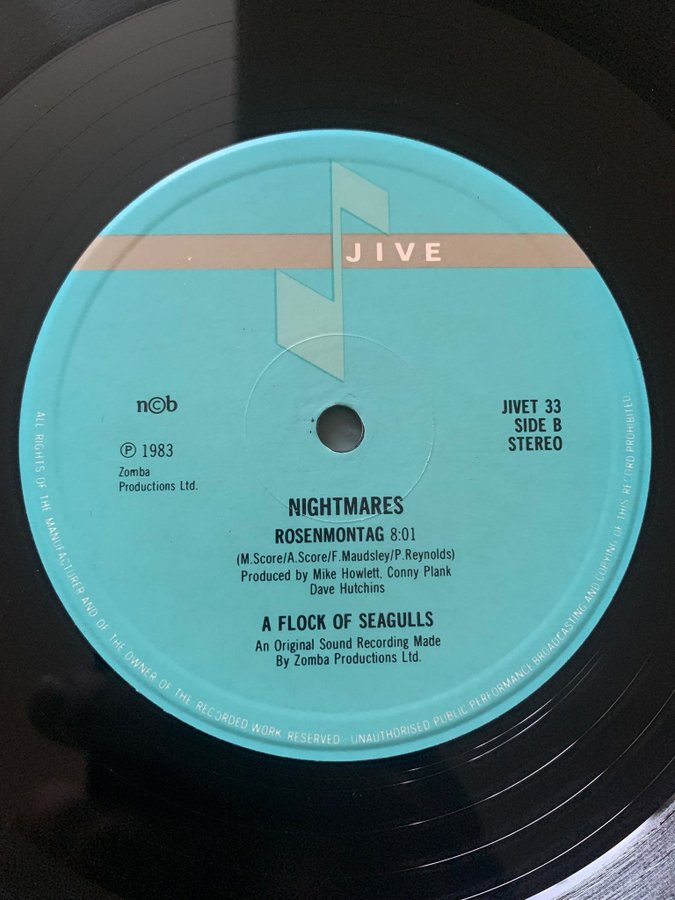 JIVE
n©b
℗ 1983
Zomba
Productions Ltd.
JIVET 33
SIDE B
STEREO
NIGHTMARES
ROSENMONTAG 8:01
(M.Score/A.Score/F.Maudsley/P.Reynolds)
Produced by Mike Howlett, Conny Plank
Dave Hutchins
A FLOCK OF SEAGULLS
An Original Sound Recording Made
By Zomba Productions Ltd.
ALL RIGHTS OF THE MANUFACTURER AND OF THE OWNER OF THE RECORDED WORK RESERVED - UNAUTHORISED PUBLIC PERFORMANCE BROADCASTING AND COPYING OF THIS RECORD PROHIBITED